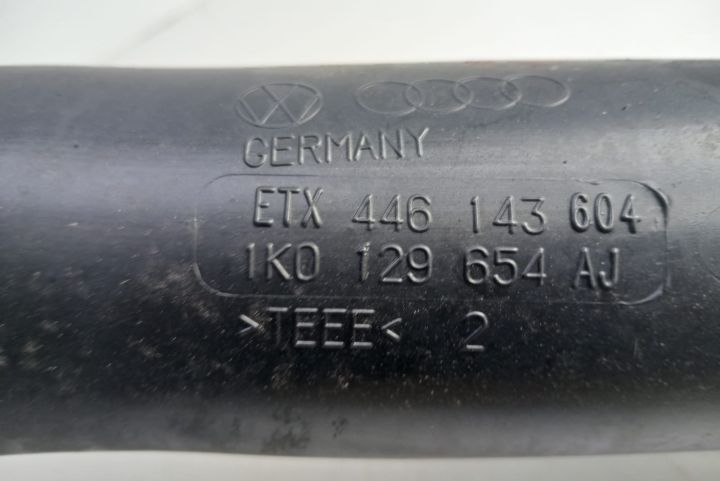 GERMANY
ETX 446 143 604
1K0 129 654 AJ
>TEEE< 2